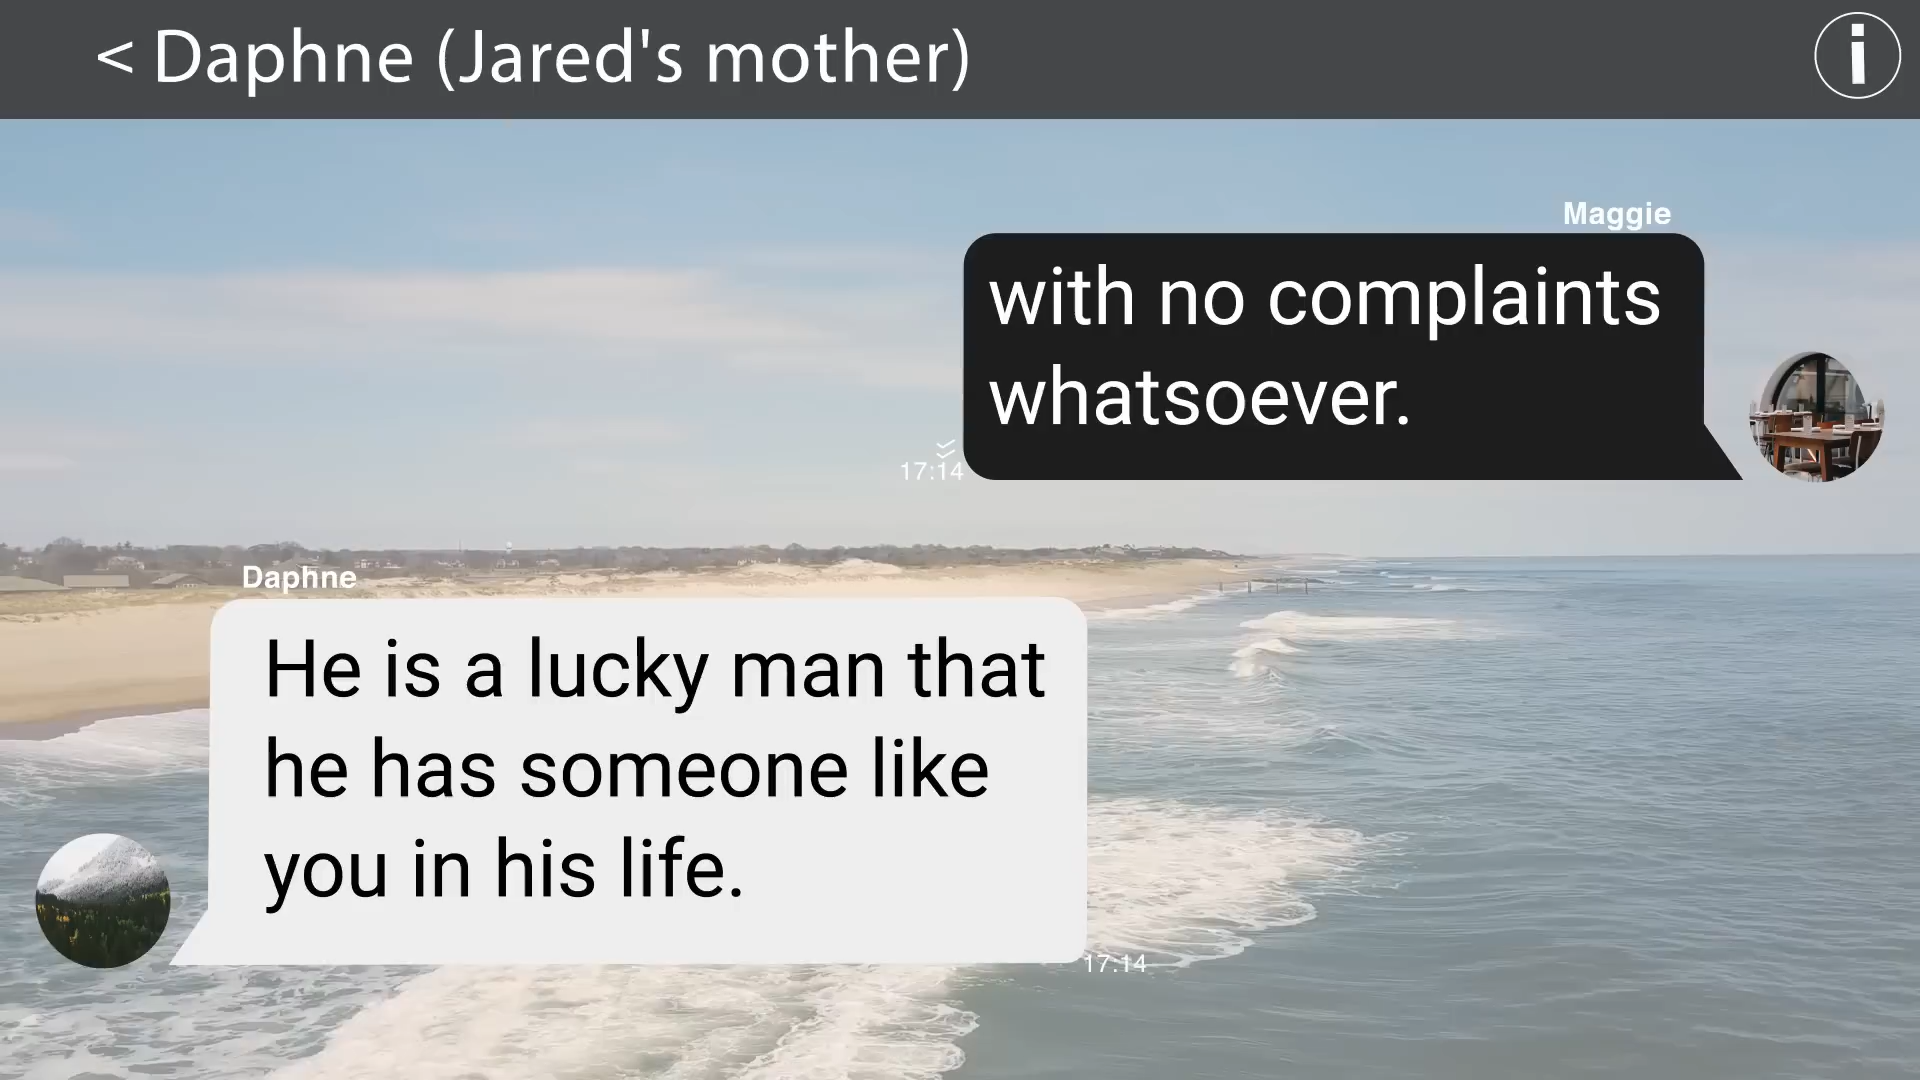 < Daphne (Jared's mother)
i
Maggie
with no complaints
whatsoever.
17:14
Daphne
He is a lucky man that
he has someone like
you in his life.
17:14